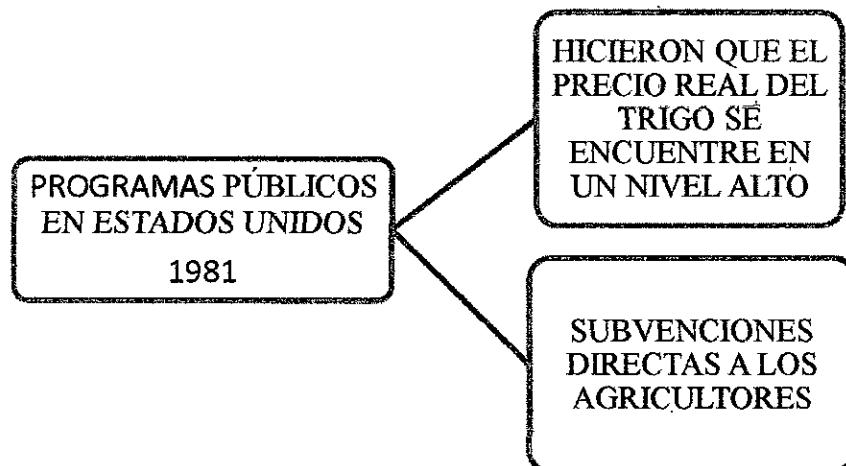 PROGRAMAS PÚBLICOS
EN ESTADOS UNIDOS
1981
HICIERON QUE EL
PRECIO REAL DEL
TRIGO SE
ENCUENTRE EN
UN NIVEL ALTO
SUBVENCIONES
DIRECTAS A LOS
AGRICULTORES